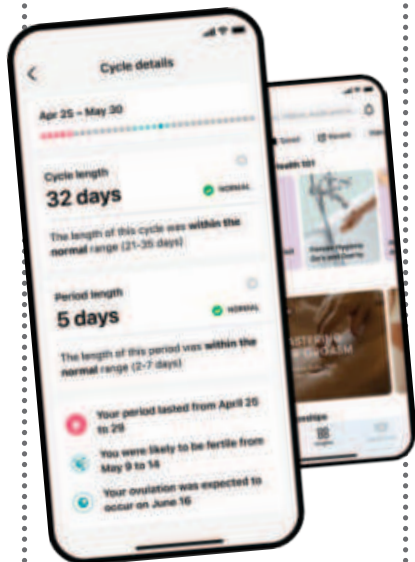 Cycle details
Apr 25 – May 30
Cycle length
32 days
NORMAL
The length of this cycle was within the
normal range (21-35 days)
Period length
5 days
NORMAL
The length of this period was within the
normal range (2-7 days)
Your period lasted from April 25
to 29
You were likely to be fertile from
May 9 to 14
Your ovulation was expected to
occur on June 16
health 101
ORGASM